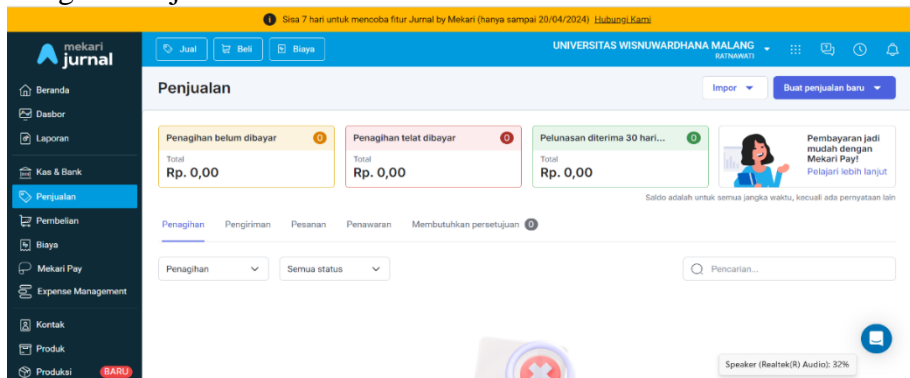 Sisa 7 hari untuk mencoba fitur Jurnal by Mekari (hanya sampai 20/04/2024) Hubungi Kami
mekari
jurnal
Jual
Beli
Biaya
UNIVERSITAS WISNUWARDHANA MALANG
RATNAWATI
Beranda
Dasbor
Laporan
Kas & Bank
Penjualan
Pembelian
Biaya
Mekari Pay
Expense Management
Kontak
Produk
Produksi BARU
Penjualan
Impor
Buat penjualan baru
Penagihan belum dibayar 0
Total
Rp. 0,00
Penagihan telat dibayar 0
Total
Rp. 0,00
Pelunasan diterima 30 hari... 0
Total
Rp. 0,00
Pembayaran jadi
mudah dengan
Mekari Pay!
Pelajari lebih lanjut
Saldo adalah untuk semua jangka waktu, kecuali ada pernyataan lain
Penagihan
Pengiriman
Pesanan
Penawaran
Membutuhkan persetujuan 0
Penagihan
Semua status
Pencarian...
Speaker (Realtek(R) Audio): 32%